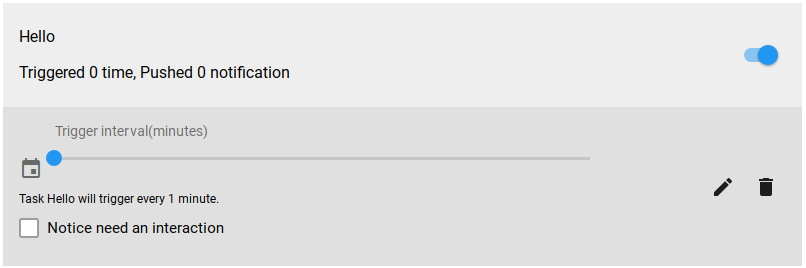 Hello
Triggered 0 time, Pushed 0 notification
Trigger interval(minutes)
Task Hello will trigger every 1 minute.
Notice need an interaction